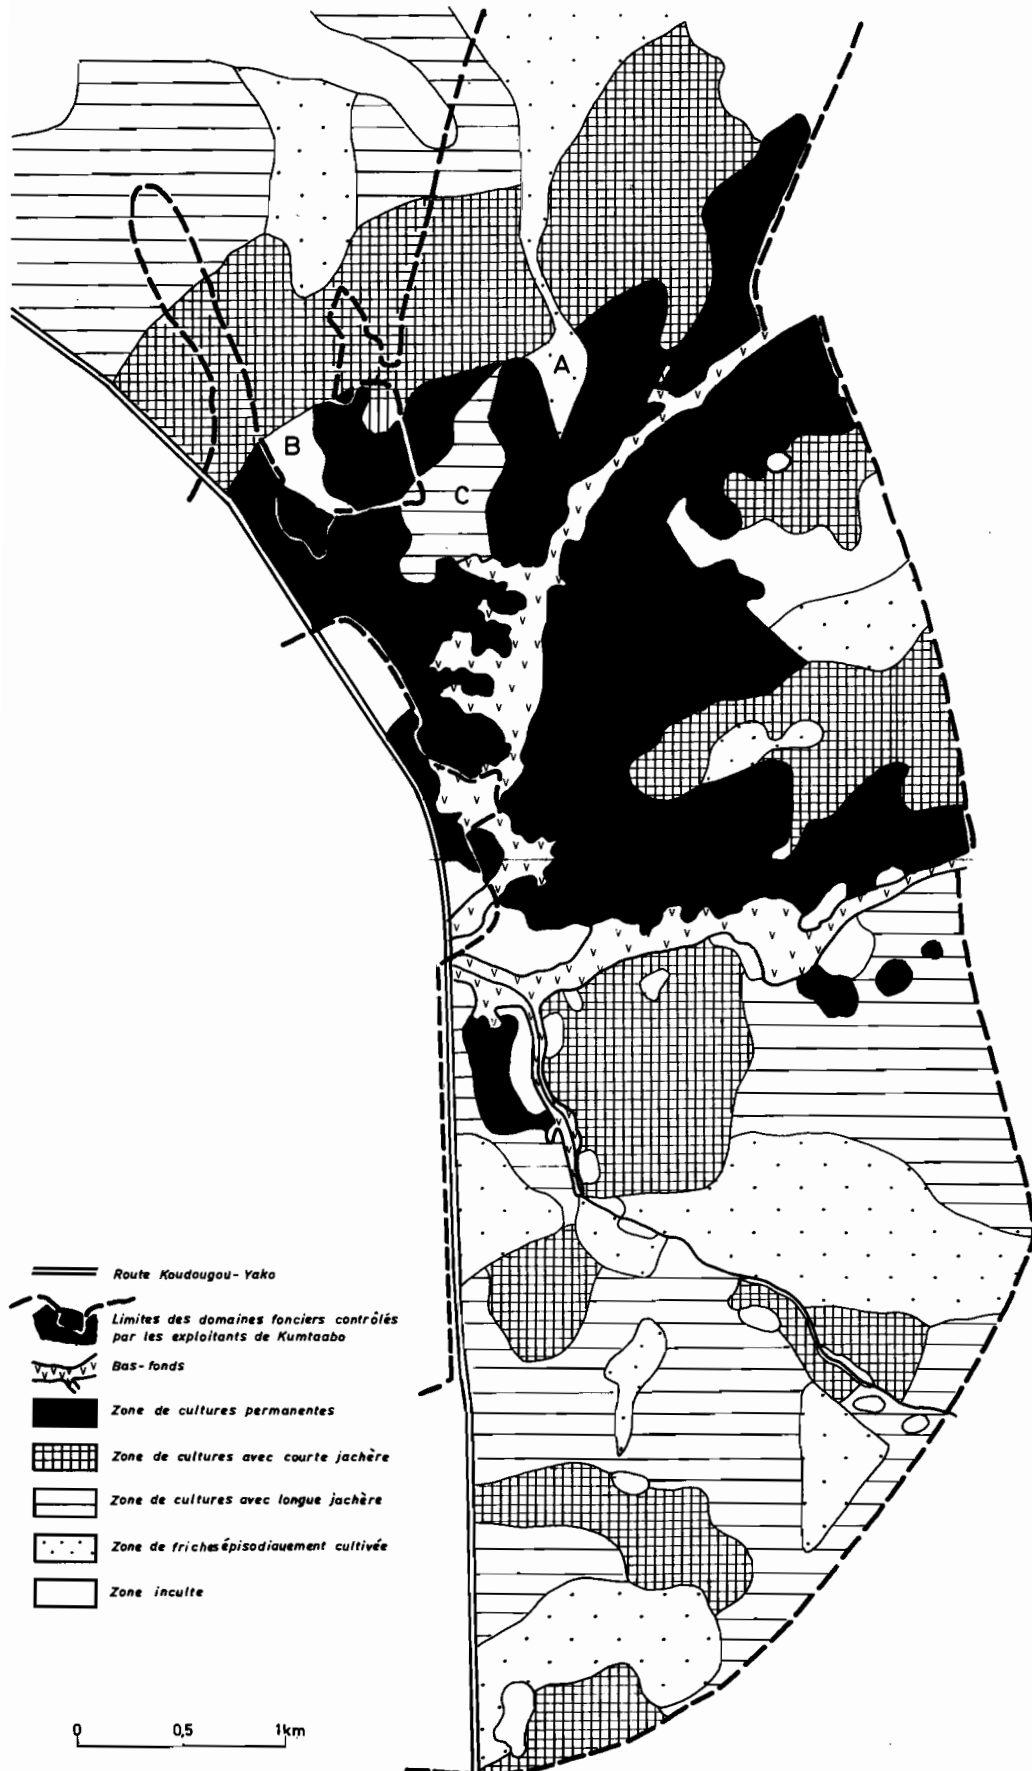 A
B
C
Route Koudougou-Yako
Limites des domaines fonciers contrôlés
par les exploitants de Kumtaabo
Bas-fonds
Zone de cultures permanentes
Zone de cultures avec courte jachère
Zone de cultures avec longue jachère
Zone de friches épisodiquement cultivée
Zone inculte
0 0,5 1km